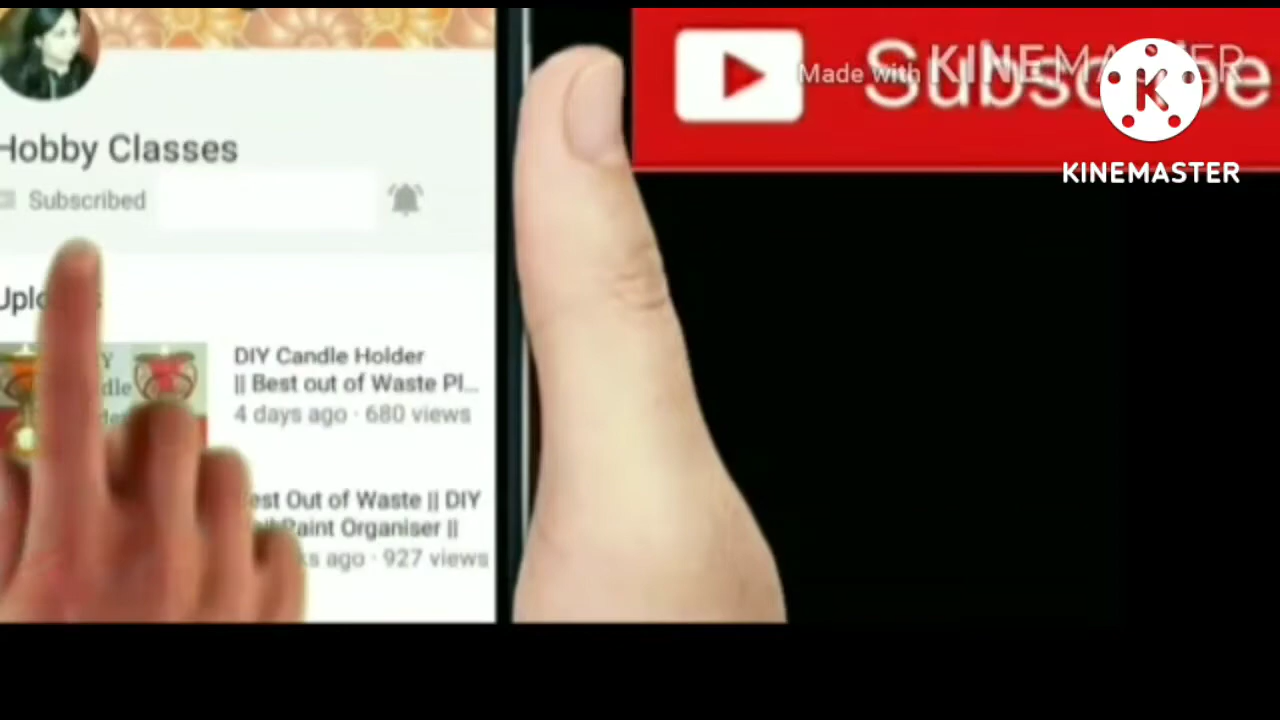 Hobby Classes
Subscribed
Uploads
DIY Candle Holder
|| Best out of Waste Pl...
4 days ago · 680 views
est Out of Waste || DIY
Paint Organiser ||
ks ago · 927 views
Subscribe
Made with KINEMASTER
K
KINEMASTER